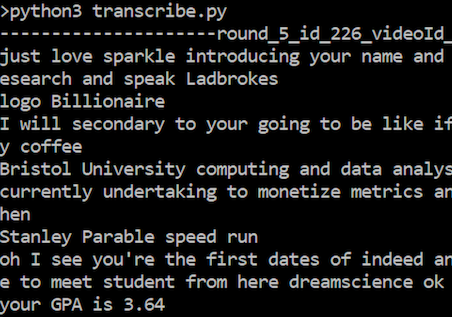 >python3 transcribe.py
---------------------round_5_id_226_videoId_
just love sparkle introducing your name and
esearch and speak Ladbrokes
logo Billionaire
I will secondary to your going to be like if
y coffee
Bristol University computing and data analys
currently undertaking to monetize metrics an
hen
Stanley Parable speed run
oh I see you're the first dates of indeed an
e to meet student from here dreamscience ok
your GPA is 3.64